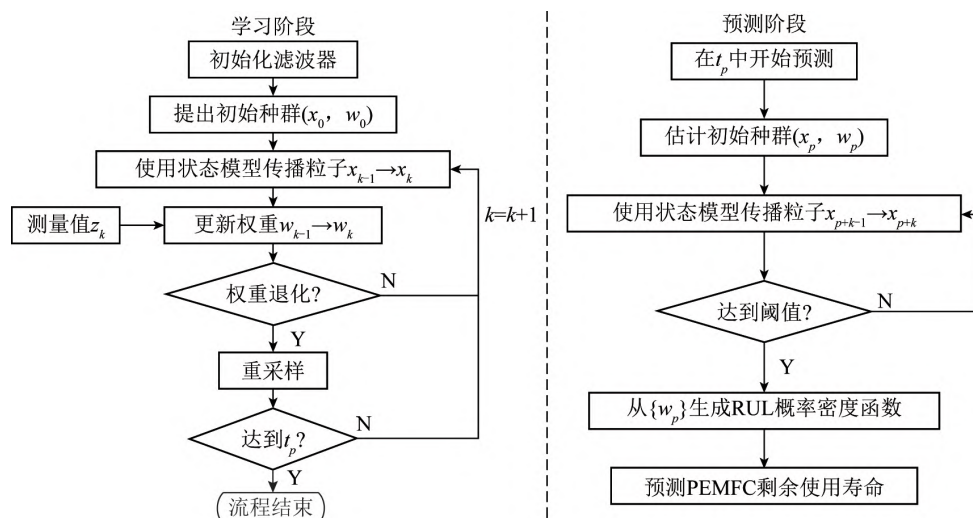 学习阶段
初始化滤波器
提出初始种群(x₀，w₀)
使用状态模型传播粒子xₖ₋₁→xₖ
测量值zₖ
更新权重wₖ₋₁→wₖ
k=k+1
权重退化?
N
Y
重采样
达到tₚ?
N
Y
流程结束
预测阶段
在tₚ中开始预测
估计初始种群(xₚ，wₚ)
使用状态模型传播粒子xₚ₊ₖ₋₁→xₚ₊ₖ
达到阈值?
N
Y
从{wₚ}生成RUL概率密度函数
预测PEMFC剩余使用寿命